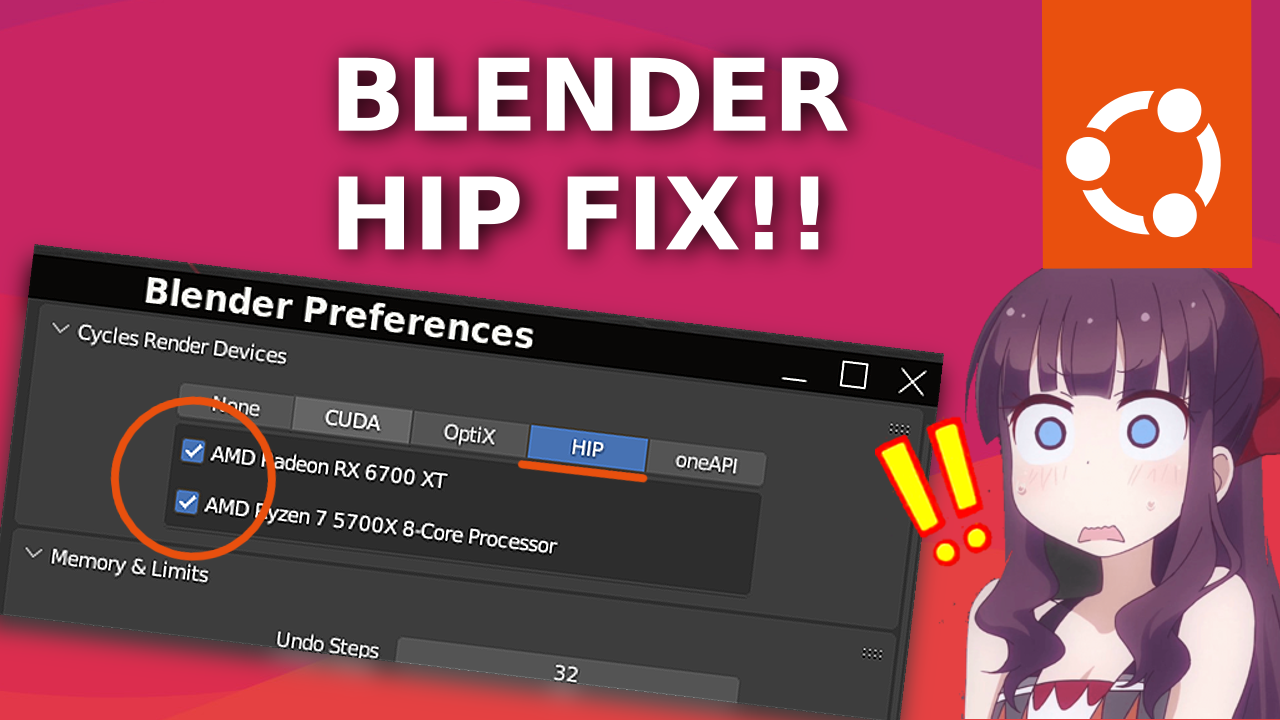 BLENDER
HIP FIX!!
Blender Preferences
Cycles Render Devices
None CUDA OptiX HIP oneAPI
AMD Radeon RX 6700 XT
AMD Ryzen 7 5700X 8-Core Processor
Memory & Limits
Undo Steps 32
!!